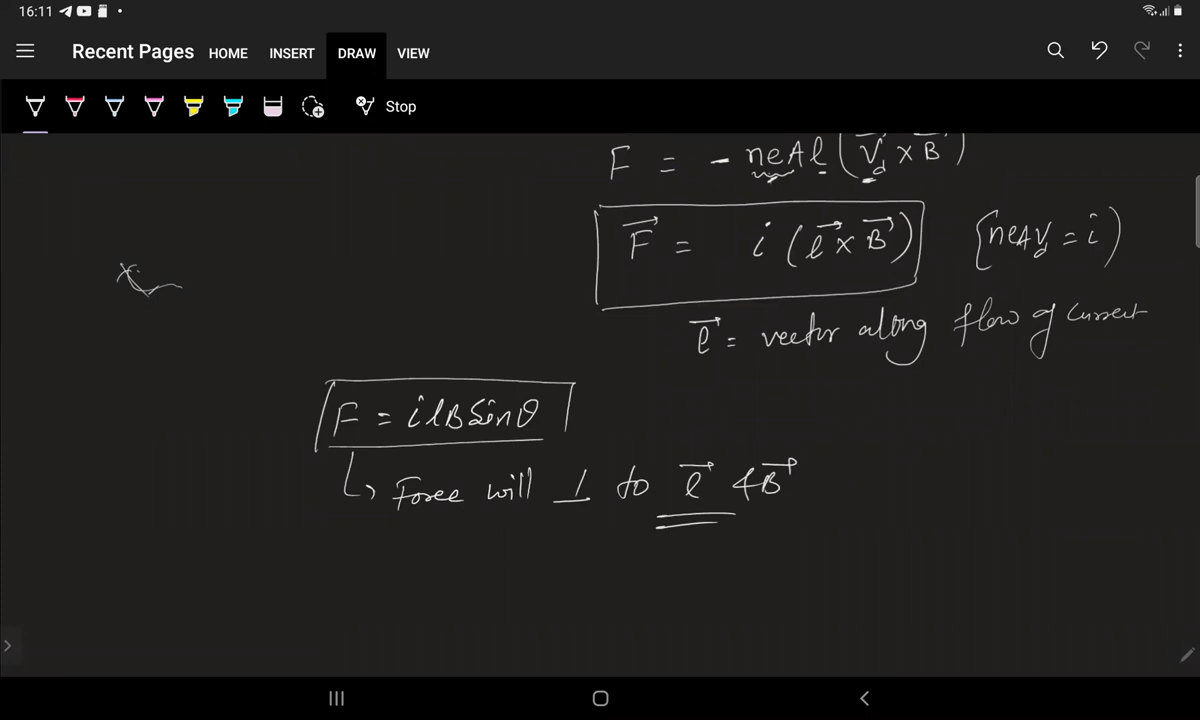 16:11
Recent Pages HOME INSERT DRAW VIEW
Stop
F = - neAl (V⃗d × B⃗)
F⃗ = i (l⃗ × B⃗) {neAVd = i)
l⃗ = vector along flow of current
F = ilB Sinθ
↳ Force will ⊥ to l⃗ & B⃗